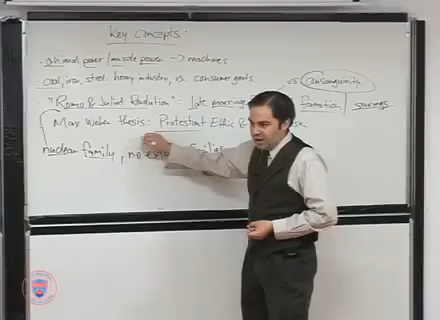 Key concepts:
• animal power / muscle power → machines
coal, iron, steel heavy industry, vs. consumer goods
vs Consanguinity
"Romeo & Juliet Revolution": late marriage formation savings
Max Weber thesis: Protestant Ethic &
nuclear family, no families